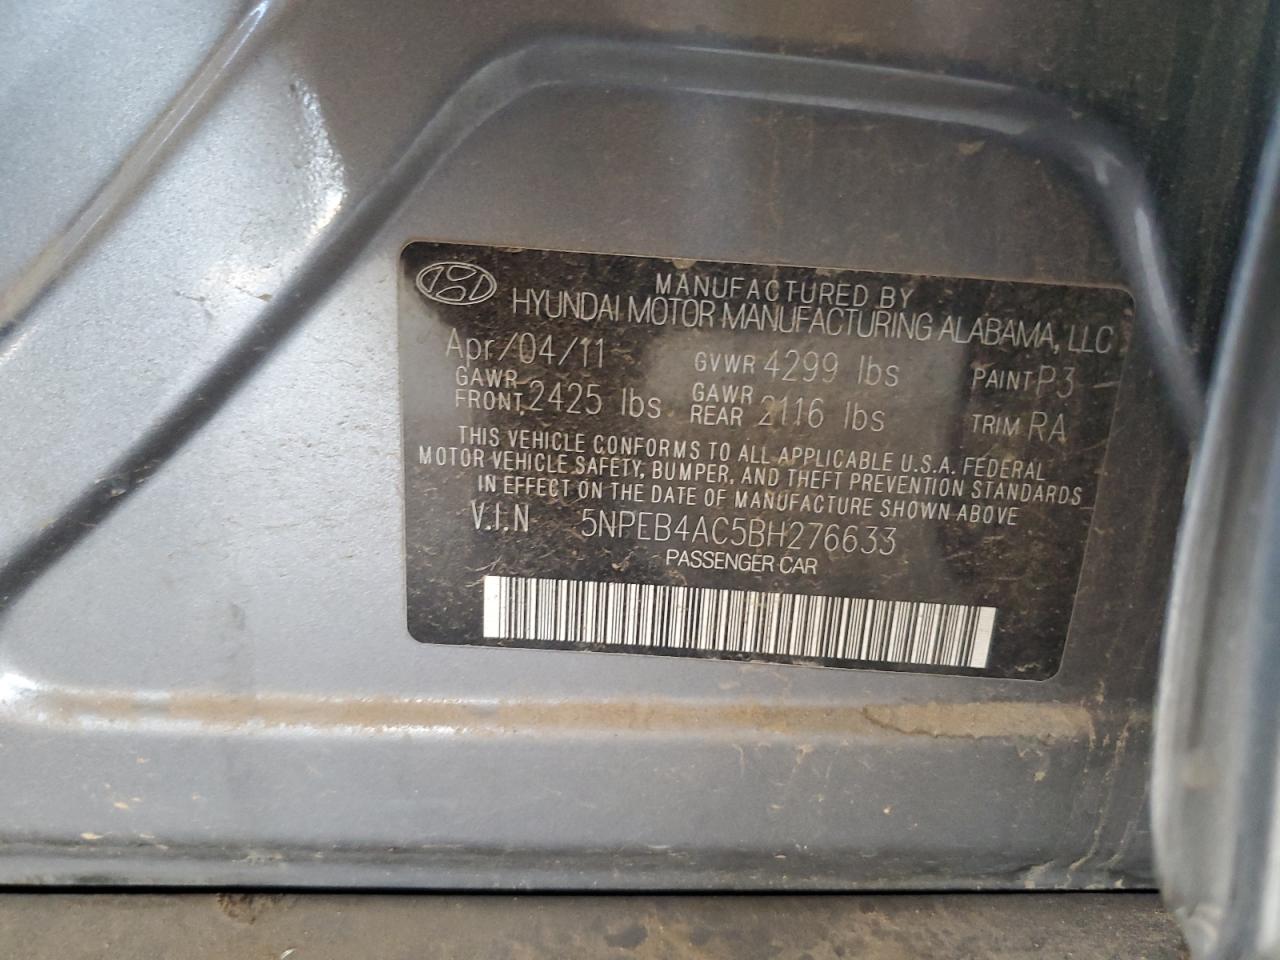 MANUFACTURED BY
HYUNDAI MOTOR MANUFACTURING ALABAMA, LLC
Apr/04/11 GVWR 4299 lbs PAINT P3
GAWR FRONT 2425 lbs GAWR REAR 2116 lbs TRIM RA
THIS VEHICLE CONFORMS TO ALL APPLICABLE U.S.A. FEDERAL
MOTOR VEHICLE SAFETY, BUMPER, AND THEFT PREVENTION STANDARDS
IN EFFECT ON THE DATE OF MANUFACTURE SHOWN ABOVE
V.I.N 5NPEB4AC5BH276633
PASSENGER CAR